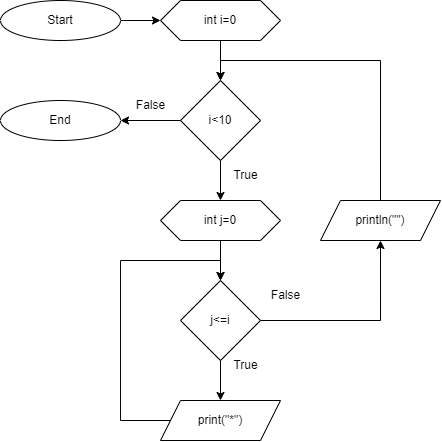 Start
int i=0
False
End
i<10
True
int j=0
println("")
False
j<=i
True
print("*")